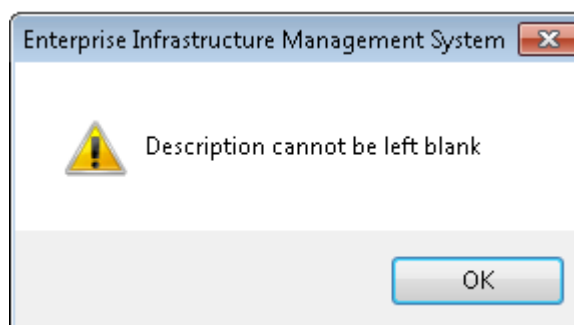 Enterprise Infrastructure Management System
Description cannot be left blank
OK